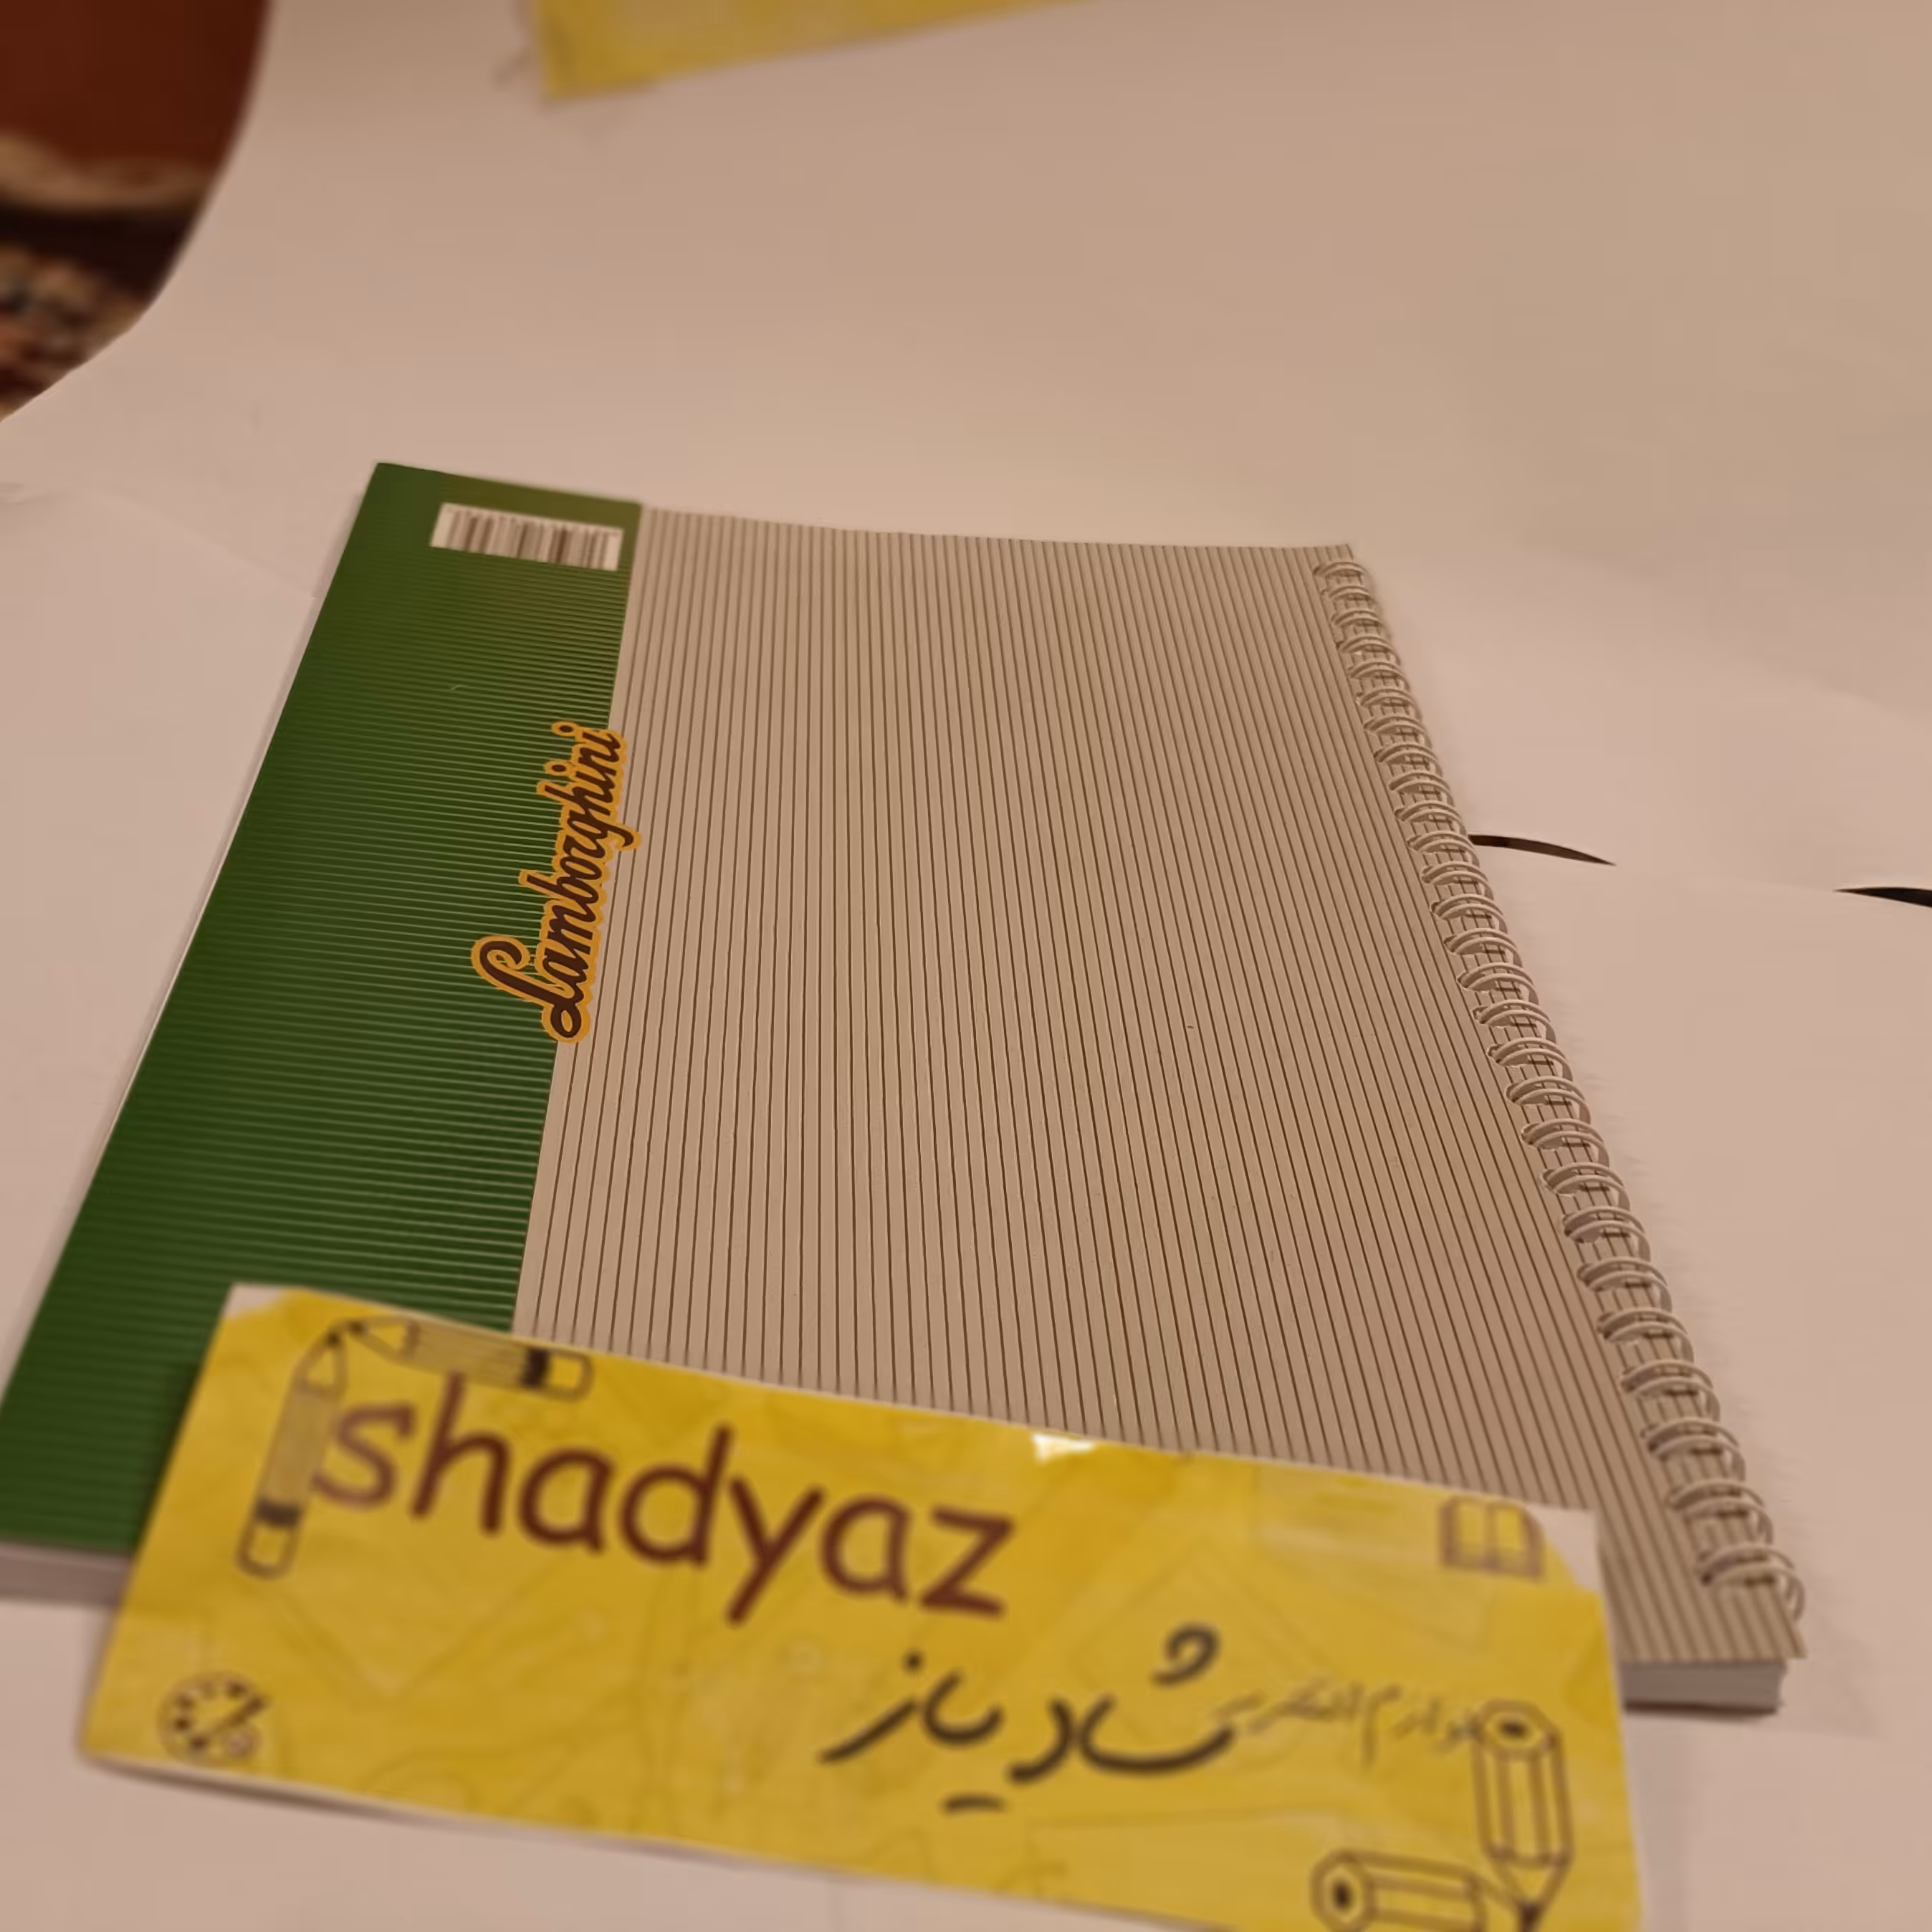 Lamborghini
shadyaz
لوازم التحریر
شادیاز